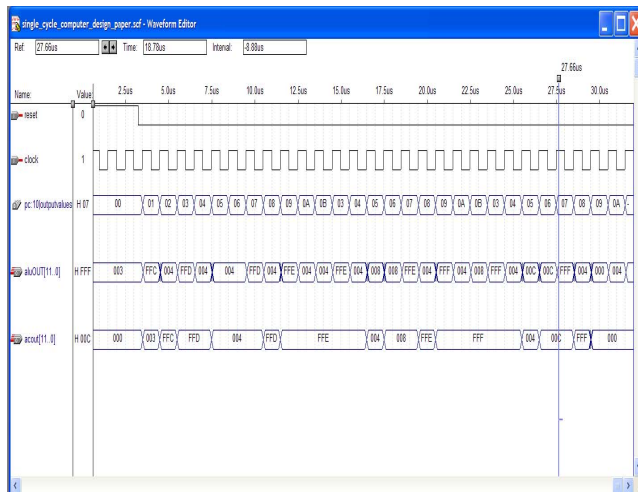 single_cycle_computer_design_paper.scf - Waveform Editor
Ref: 27.66us Time: 18.78us Interval: -8.88us
27.66us
Name: Value: 2.5us 5.0us 7.5us 10.0us 12.5us 15.0us 17.5us 20.0us 22.5us 25.0us 27.5us 30.0us
reset 0
clock 1
pc:10|outputvalues H 07 00 01 02 03 04 05 06 07 08 09 0A 0B 03 04 05 06 07 08 09 0A 0B 03 04 05 06 07 08 09 0A
aluOUT[11..0] H FFF 003 FFC 004 FFD 004 004 FFD 004 FFE 004 004 FFE 004 008 008 FFE 004 FFF 004 008 FFF 004 00C 00C FFF 004 000 004
acout[11..0] H 00C 000 003 FFC FFD 004 FFD FFE 004 008 FFE FFF 004 00C FFF 000